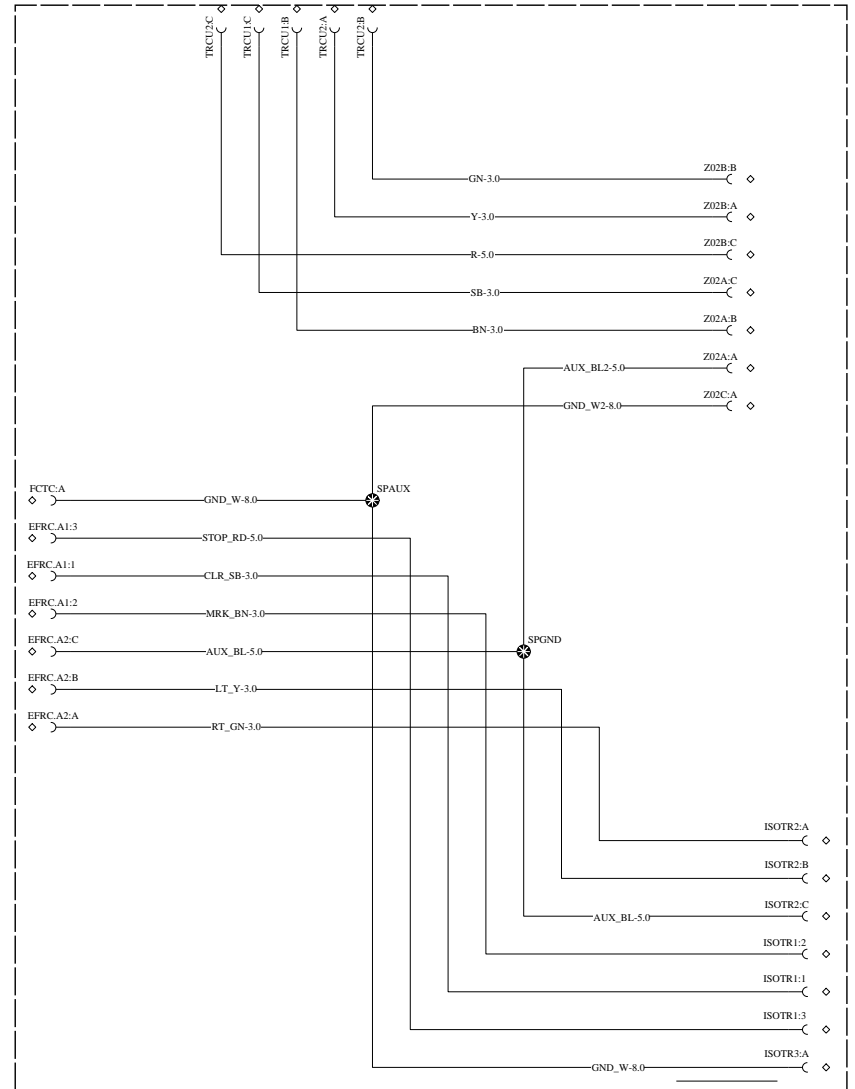 TRCU2:C
TRCU1:C
TRCU1:B
TRCU2:A
TRCU2:B
GN-3.0
Z02B:B
Y-3.0
Z02B:A
R-5.0
Z02B:C
SB-3.0
Z02A:C
BN-3.0
Z02A:B
AUX_BL2-5.0
Z02A:A
GND_W2-8.0
Z02C:A
FCTC:A
GND_W-8.0
SPAUX
EFRC.A1:3
STOP_RD-5.0
EFRC.A1:1
CLR_SB-3.0
EFRC.A1:2
MRK_BN-3.0
EFRC.A2:C
AUX_BL-5.0
SPGND
EFRC.A2:B
LT_Y-3.0
EFRC.A2:A
RT_GN-3.0
ISOTR2:A
ISOTR2:B
ISOTR2:C
AUX_BL-5.0
ISOTR1:2
ISOTR1:1
ISOTR1:3
ISOTR3:A
GND_W-8.0